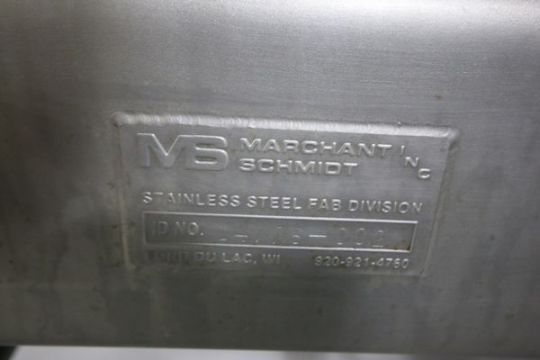 MS MARCHANT INC
SCHMIDT
STAINLESS STEEL FAB DIVISION
ID NO.
FOND DU LAC, WI 920-921-4760